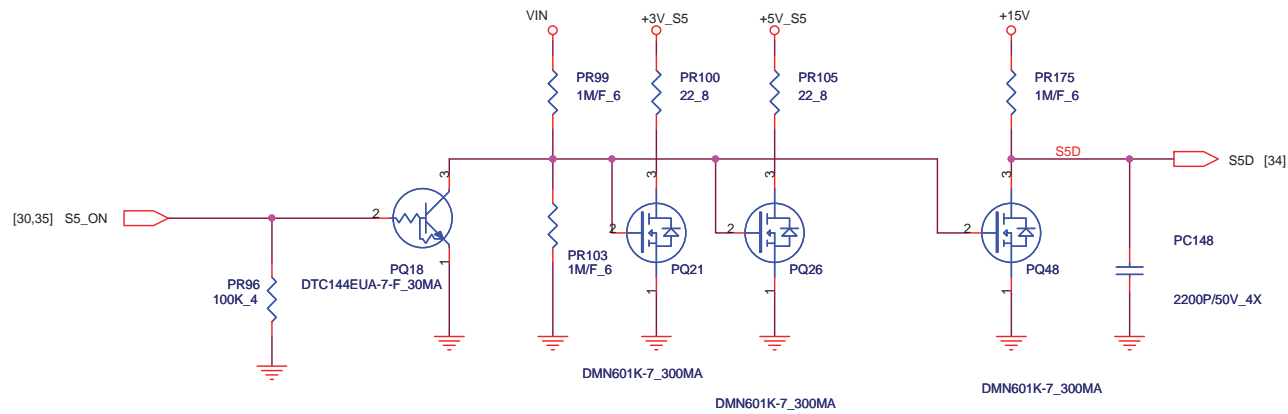 VIN
+3V_S5
+5V_S5
+15V
PR99
1M/F_6
PR100
22_8
PR105
22_8
PR175
1M/F_6
S5D
S5D [34]
3
3
3
3
[30,35] S5_ON
2
2
2
2
PR103
1M/F_6
PQ18
DTC144EUA-7-F_30MA
PQ21
PQ26
PQ48
PC148
PR96
100K_4
1
1
1
1
2200P/50V_4X
DMN601K-7_300MA
DMN601K-7_300MA
DMN601K-7_300MA